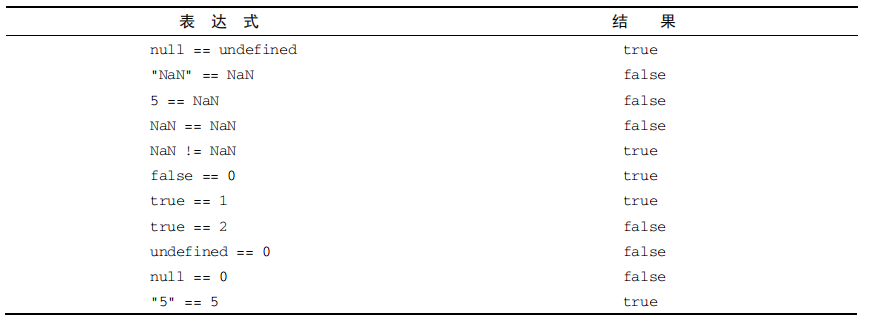 表 达 式 结 果
null == undefined true
"NaN" == NaN false
5 == NaN false
NaN == NaN false
NaN != NaN true
false == 0 true
true == 1 true
true == 2 false
undefined == 0 false
null == 0 false
"5" == 5 true